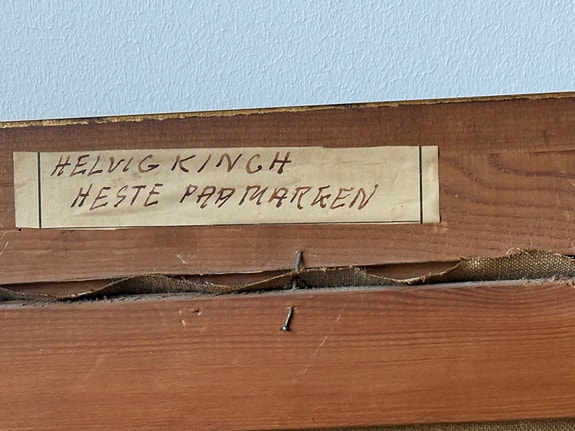 HELVIG KINCH
HESTE PAA MARKEN